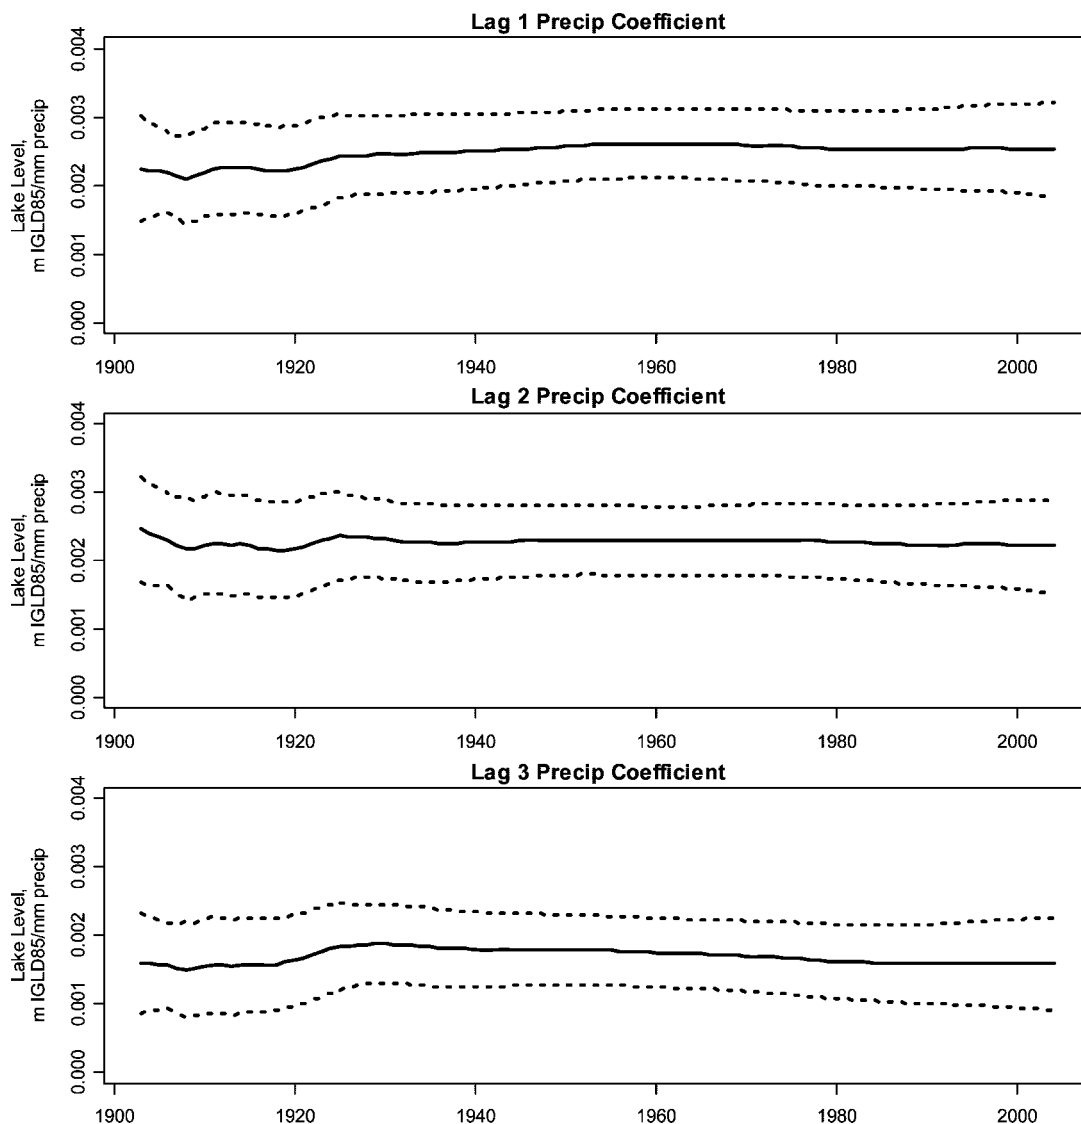 Lag 1 Precip Coefficient
Lake Level,
m IGLD85/mm precip
0.004
0.003
0.002
0.001
0.000
1900 1920 1940 1960 1980 2000
Lag 2 Precip Coefficient
Lake Level,
m IGLD85/mm precip
0.004
0.003
0.002
0.001
0.000
1900 1920 1940 1960 1980 2000
Lag 3 Precip Coefficient
Lake Level,
m IGLD85/mm precip
0.004
0.003
0.002
0.001
0.000
1900 1920 1940 1960 1980 2000